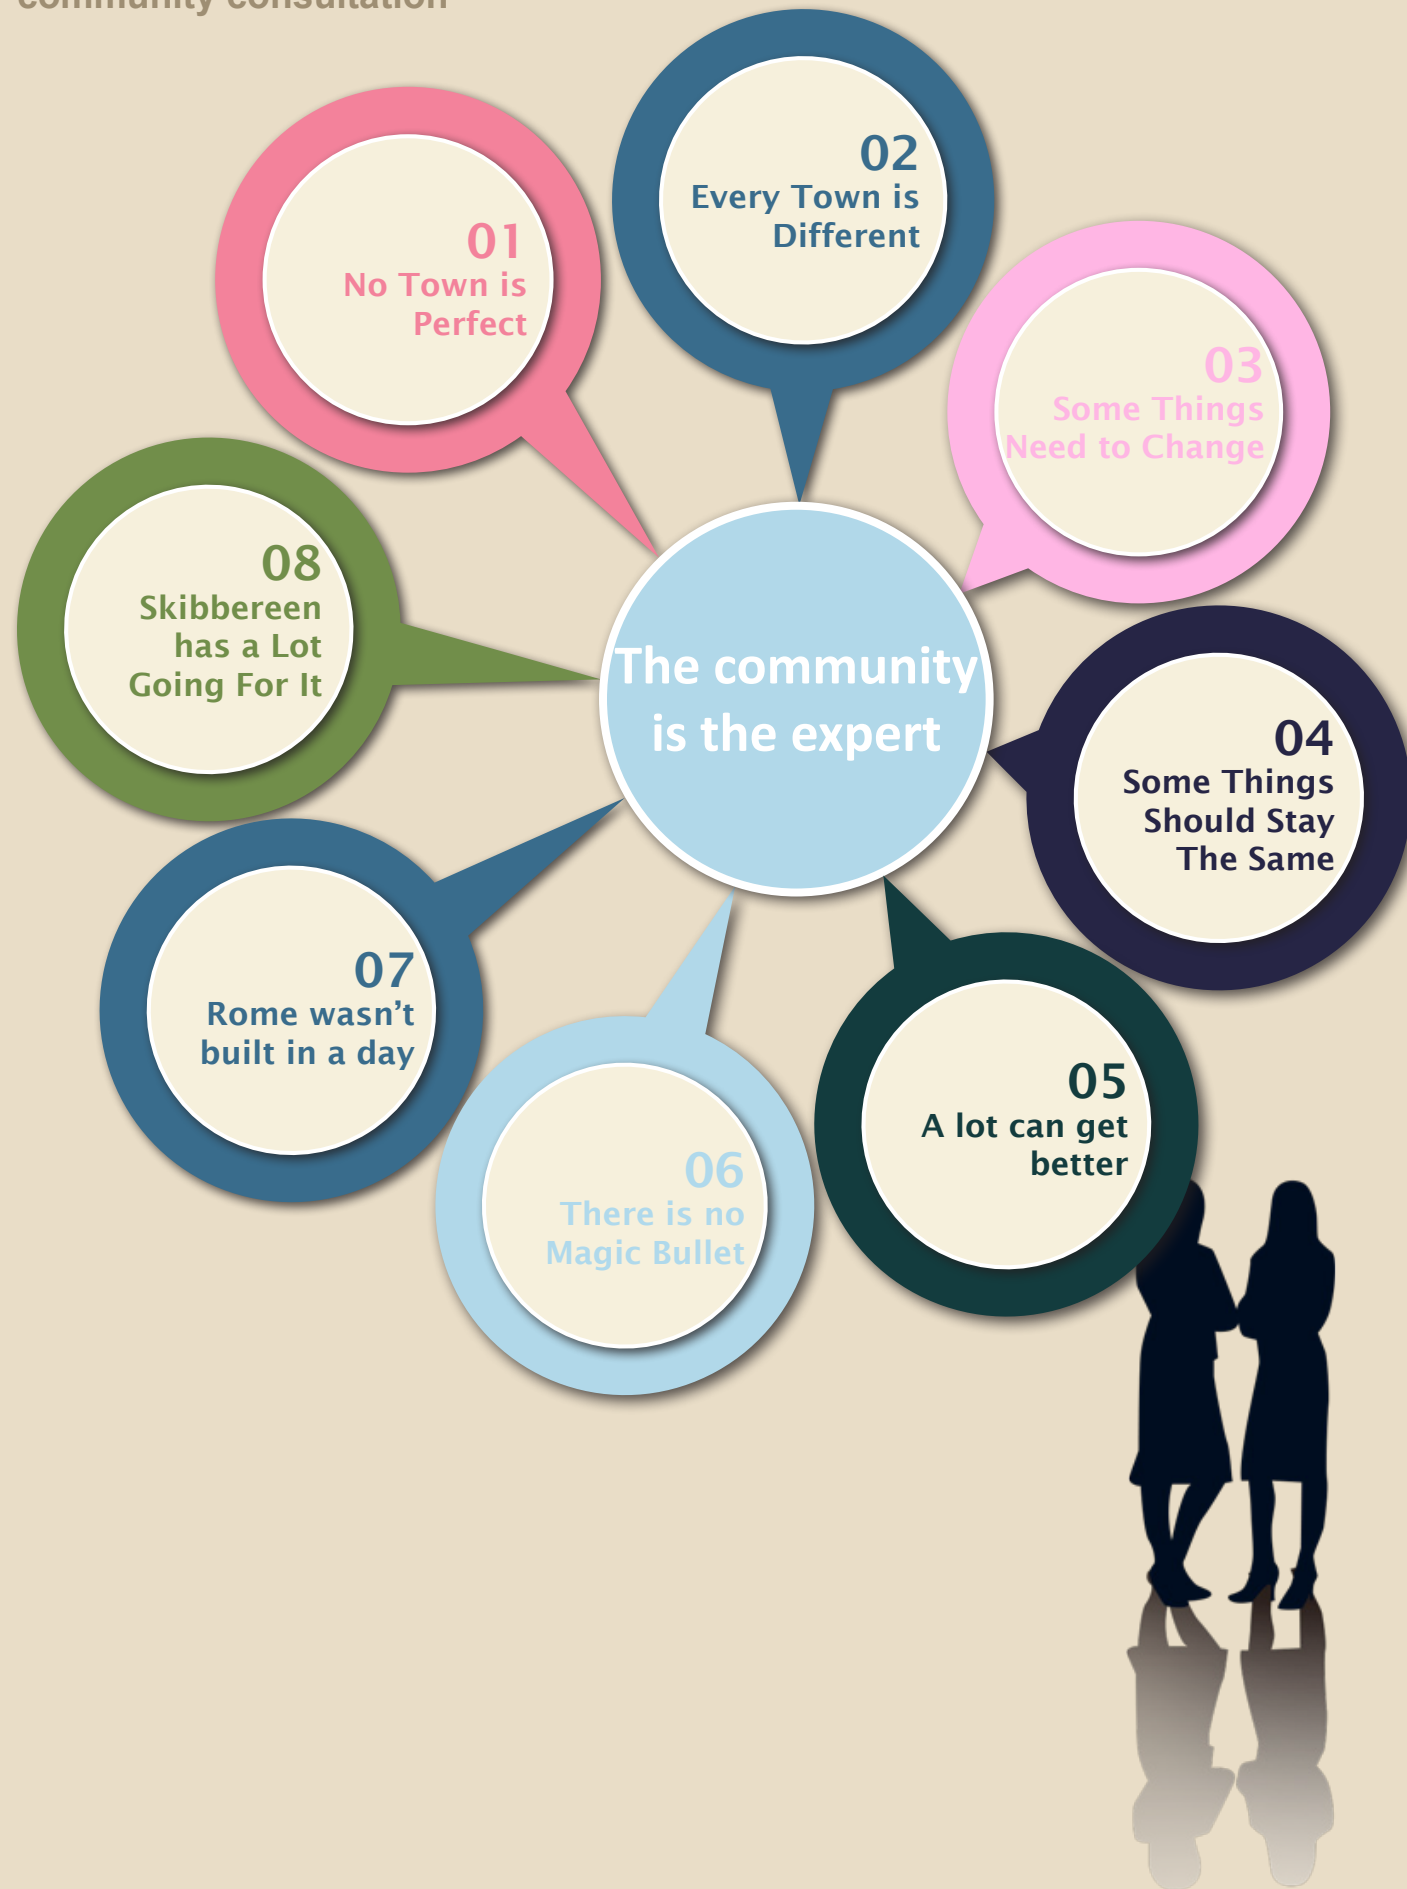 community consultation
01
No Town is
Perfect
02
Every Town is
Different
03
Some Things
Need to Change
04
Some Things
Should Stay
The Same
05
A lot can get
better
06
There is no
Magic Bullet
07
Rome wasn’t
built in a day
08
Skibbereen
has a Lot
Going For It
The community
is the expert